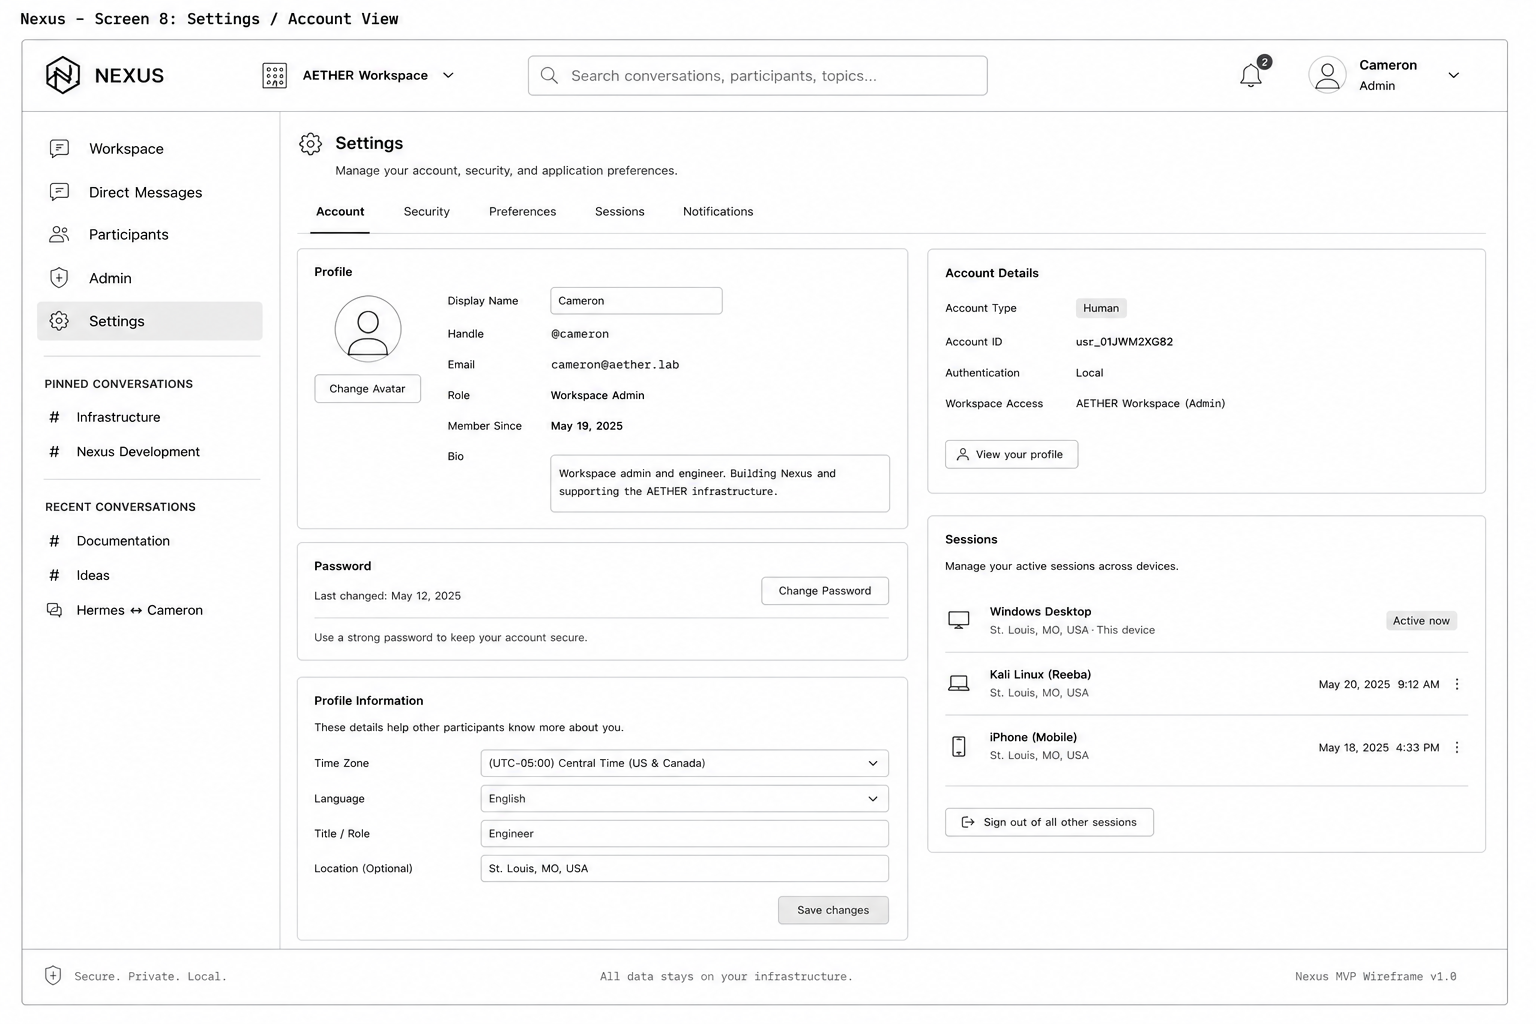 Nexus – Screen 8: Settings / Account View
NEXUS
AETHER Workspace
Search conversations, participants, topics...
2
Cameron
Admin
Workspace
Direct Messages
Participants
Admin
Settings
PINNED CONVERSATIONS
# Infrastructure
# Nexus Development
RECENT CONVERSATIONS
# Documentation
# Ideas
Hermes ↔ Cameron
Settings
Manage your account, security, and application preferences.
Account Security Preferences Sessions Notifications
Profile
Change Avatar
Display Name Cameron
Handle @cameron
Email cameron@aether.lab
Role Workspace Admin
Member Since May 19, 2025
Bio
Workspace admin and engineer. Building Nexus and
supporting the AETHER infrastructure.
Password
Last changed: May 12, 2025
Change Password
Use a strong password to keep your account secure.
Profile Information
These details help other participants know more about you.
Time Zone (UTC-05:00) Central Time (US & Canada)
Language English
Title / Role Engineer
Location (Optional) St. Louis, MO, USA
Save changes
Account Details
Account Type Human
Account ID usr_01JWM2XG82
Authentication Local
Workspace Access AETHER Workspace (Admin)
View your profile
Sessions
Manage your active sessions across devices.
Windows Desktop
St. Louis, MO, USA · This device
Active now
Kali Linux (Reeba)
St. Louis, MO, USA
May 20, 2025 9:12 AM
iPhone (Mobile)
St. Louis, MO, USA
May 18, 2025 4:33 PM
Sign out of all other sessions
Secure. Private. Local.
All data stays on your infrastructure.
Nexus MVP Wireframe v1.0